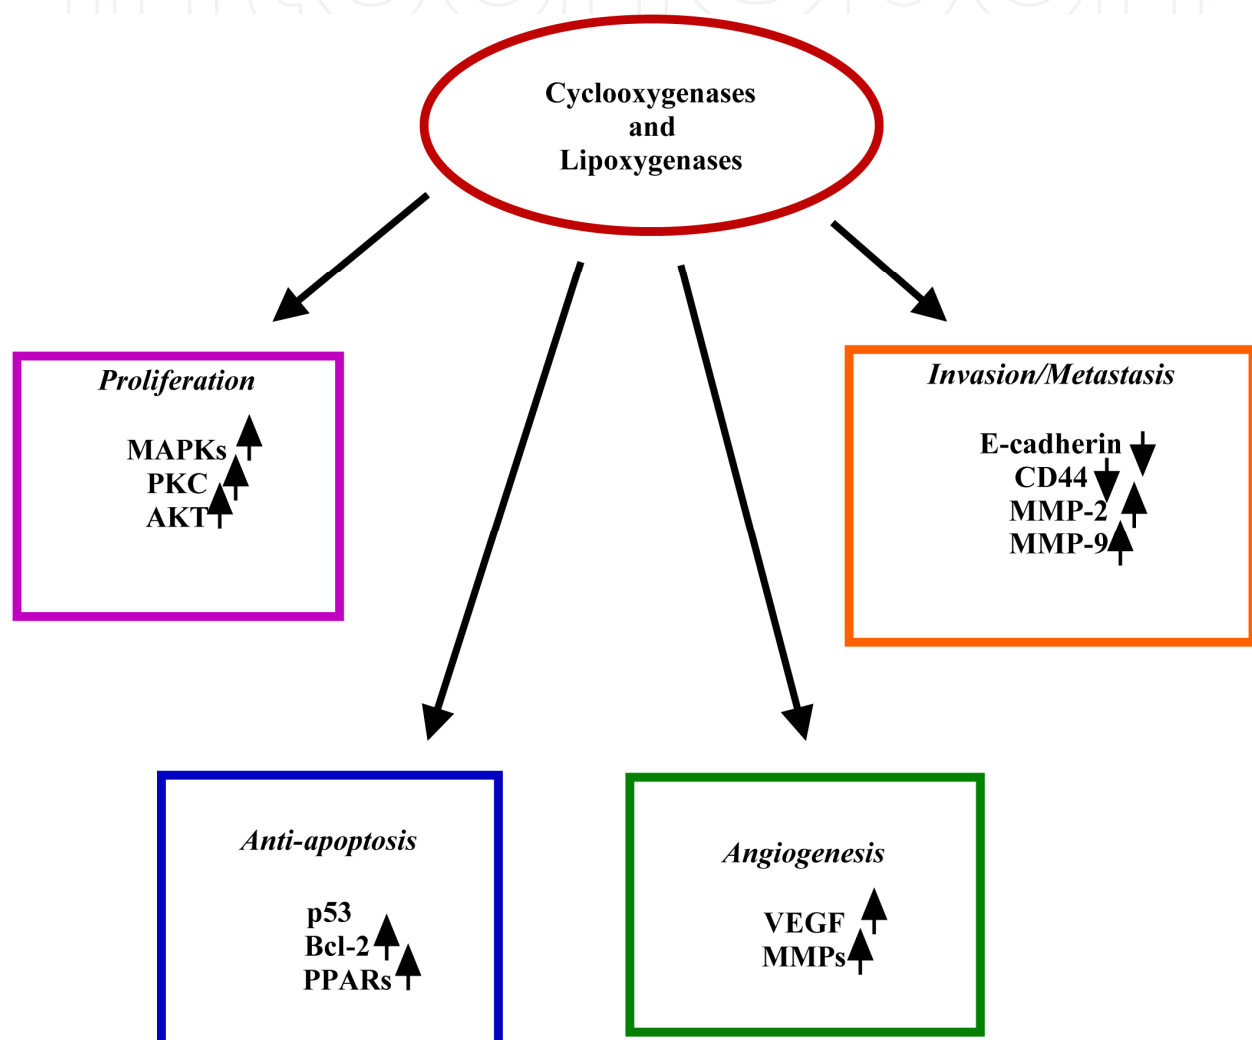 Cyclooxygenases
and
Lipoxygenases
Proliferation
MAPKs
PKC
AKT
Invasion/Metastasis
E-cadherin
CD44
MMP-2
MMP-9
Anti-apoptosis
p53
Bcl-2
PPARs
Angiogenesis
VEGF
MMPs